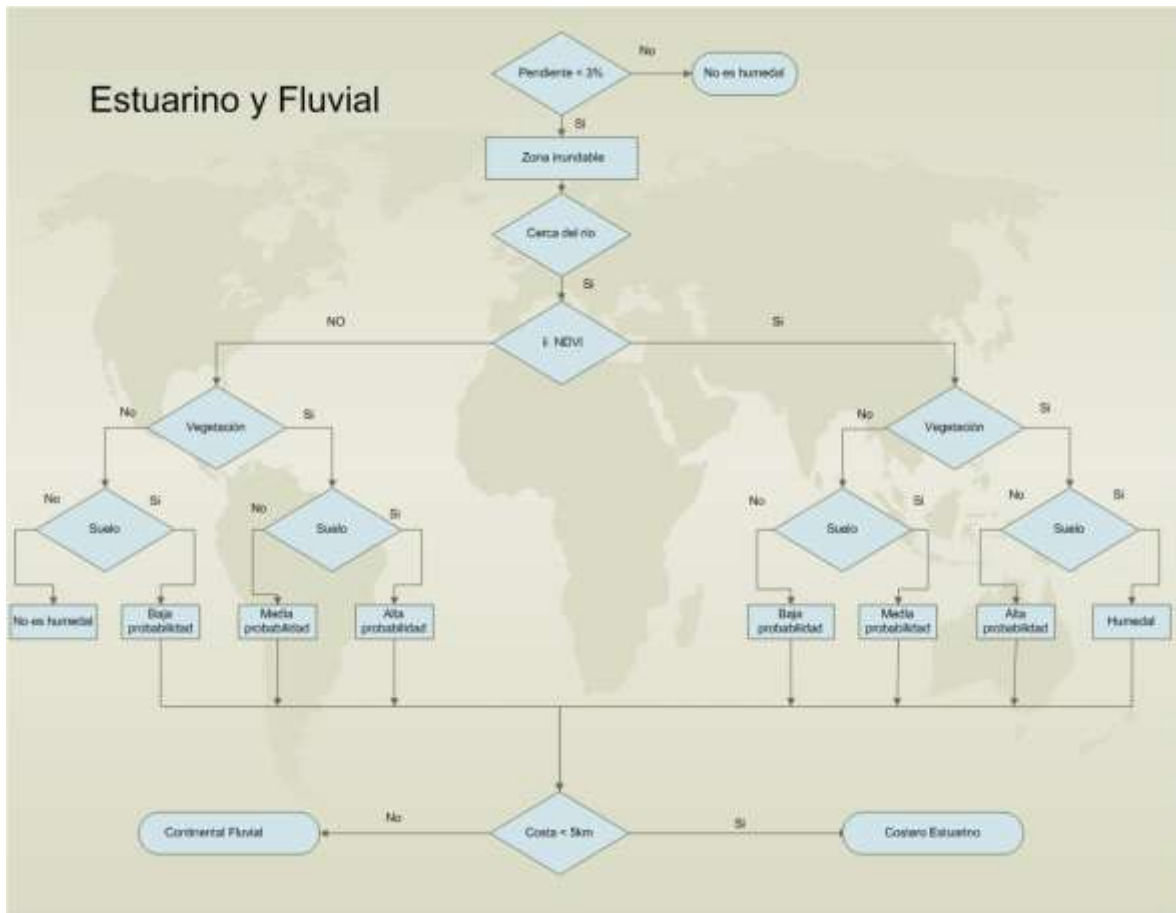 Estuarino y Fluvial
Pendiente < 3%
No
No es humedal
Si
Zona inundable
Cerca del río
Si
NDVI
NO
Si
Vegetación
No
Si
Vegetación
No
Si
Suelo
No
Si
Suelo
No
Si
Suelo
No
Si
Suelo
No
Si
No es humedal
Baja
probabilidad
Media
probabilidad
Alta
probabilidad
Baja
probabilidad
Media
probabilidad
Alta
probabilidad
Humedal
Costa < 5km
No
Si
Continental Fluvial
Costero Estuarino